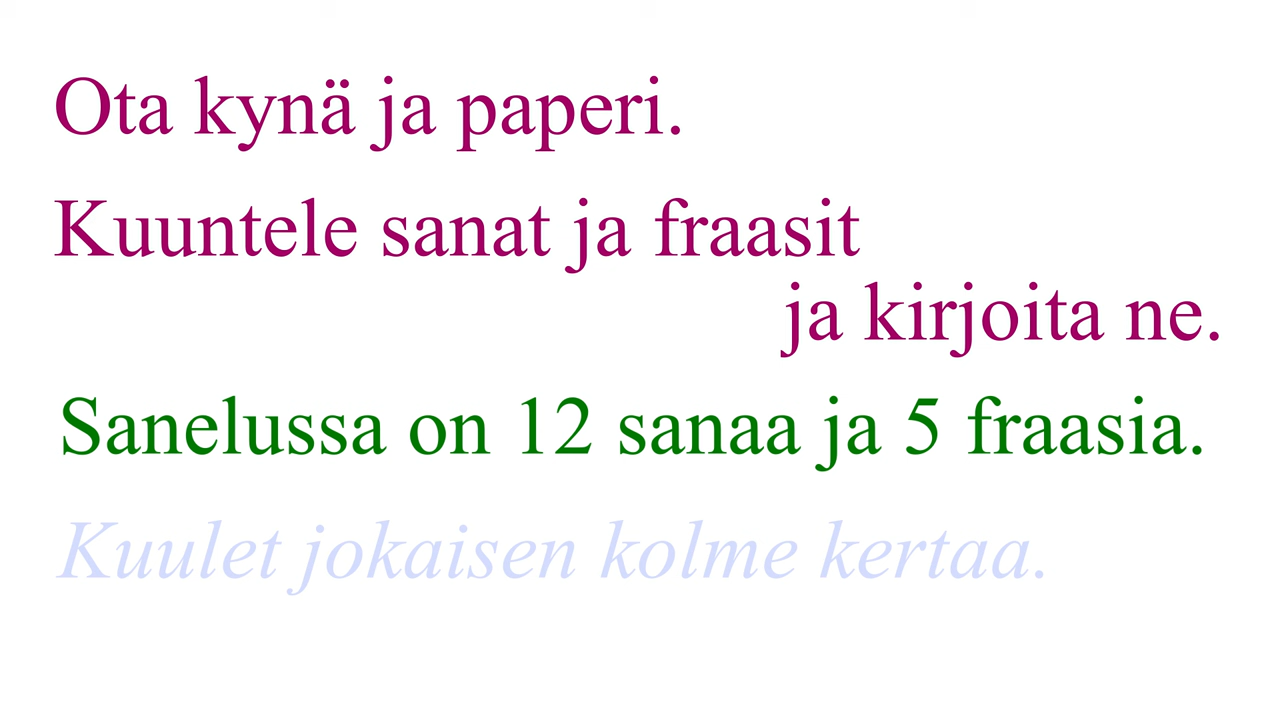 Ota kynä ja paperi.
Kuuntele sanat ja fraasit
ja kirjoita ne.
Sanelussa on 12 sanaa ja 5 fraasia.
Kuulet jokaisen kolme kertaa.